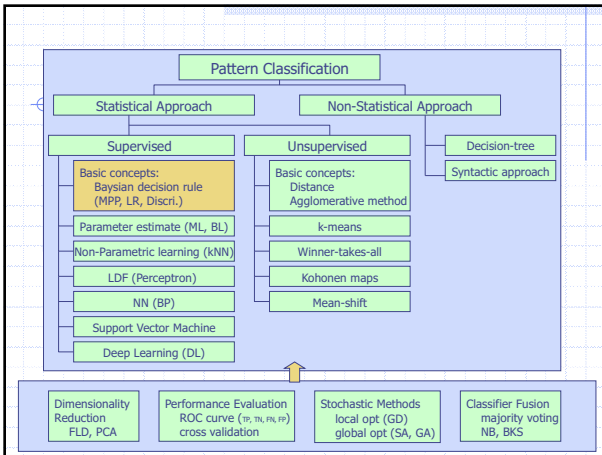 Pattern Classification
Statistical Approach
Non-Statistical Approach
Supervised
Unsupervised
Decision-tree
Syntactic approach
Basic concepts:
Baysian decision rule
(MPP, LR, Discri.)
Basic concepts:
Distance
Agglomerative method
Parameter estimate (ML, BL)
k-means
Non-Parametric learning (kNN)
Winner-takes-all
LDF (Perceptron)
Kohonen maps
NN (BP)
Mean-shift
Support Vector Machine
Deep Learning (DL)
Dimensionality
Reduction
FLD, PCA
Performance Evaluation
ROC curve (TP, TN, FN, FP)
cross validation
Stochastic Methods
local opt (GD)
global opt (SA, GA)
Classifier Fusion
majority voting
NB, BKS